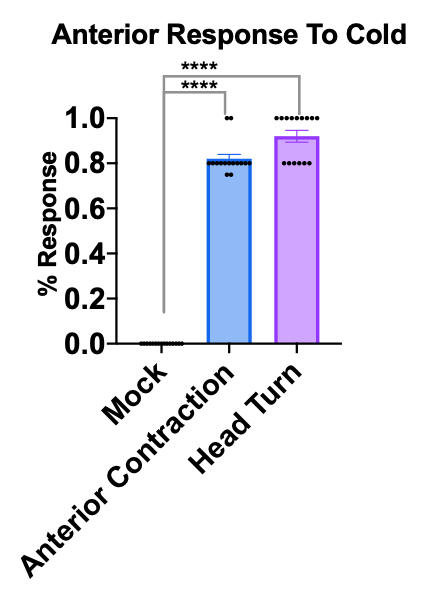 Anterior Response To Cold
****
****
% Response
1.0
0.8
0.6
0.4
0.2
0.0
Mock
Anterior Contraction
Head Turn